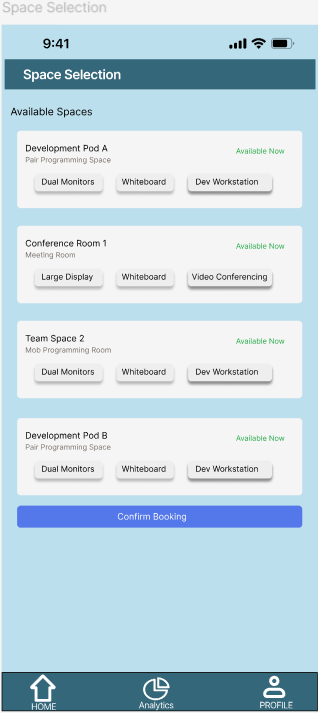 Space Selection
9:41
Space Selection
Available Spaces
Development Pod A
Available Now
Pair Programming Space
Dual Monitors Whiteboard Dev Workstation
Conference Room 1
Available Now
Meeting Room
Large Display Whiteboard Video Conferencing
Team Space 2
Available Now
Mob Programming Room
Dual Monitors Whiteboard Dev Workstation
Development Pod B
Available Now
Pair Programming Space
Dual Monitors Whiteboard Dev Workstation
Confirm Booking
HOME Analytics PROFILE